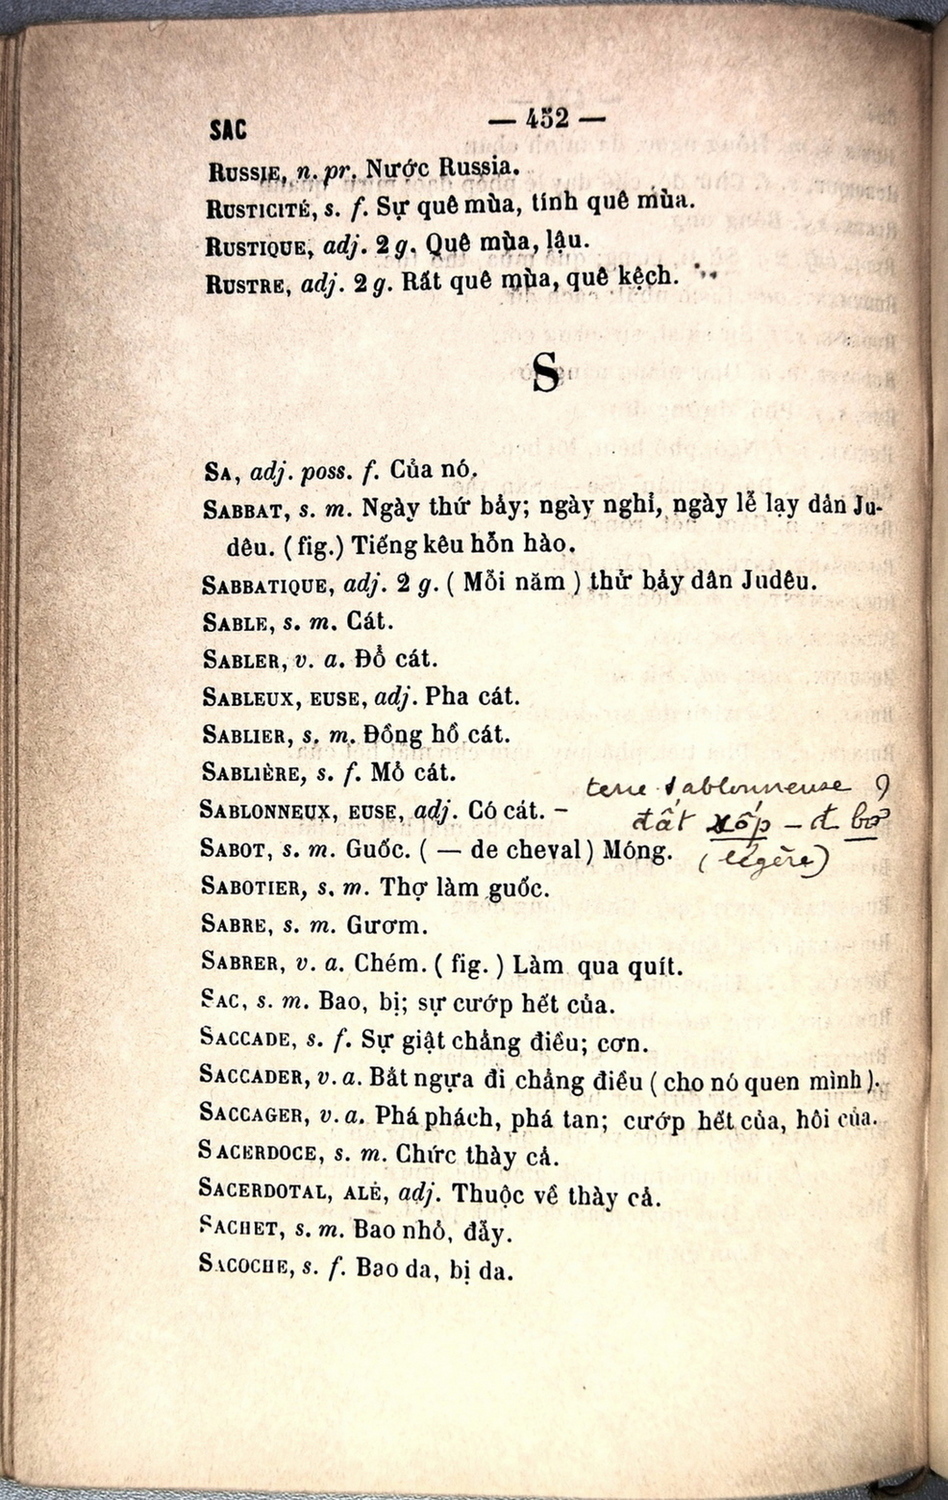 SAC — 452 —
RUSSIE, n. pr. Nước Russia.
RUSTICITÉ, s. f. Sự quê mùa, tính quê mùa.
RUSTIQUE, adj. 2 g. Quê mùa, lậu.
RUSTRE, adj. 2 g. Rất quê mùa, quê kệch.
S
SA, adj. poss. f. Của nó.
SABBAT, s. m. Ngày thứ bảy; ngày nghỉ, ngày lễ lạy dân Ju-
dêu. (fig.) Tiếng kêu hỗn hào.
SABBATIQUE, adj. 2 g. ( Mỗi năm ) thứ bảy dân Judêu.
SABLE, s. m. Cát.
SABLER, v. a. Đổ cát.
SABLEUX, EUSE, adj. Pha cát.
SABLIER, s. m. Đồng hồ cát.
SABLIÈRE, s. f. Mỏ cát.
terre sablonneuse
SABLONNEUX, EUSE, adj. Có cát. –
đất xốp – đ. bở
SABOT, s. m. Guốc. ( — de cheval ) Móng.
(légère)
SABOTIER, s. m. Thợ làm guốc.
SABRE, s. m. Gươm.
SABRER, v. a. Chém. ( fig. ) Làm qua quít.
SAC, s. m. Bao, bị; sự cướp hết của.
SACCADE, s. f. Sự giật chẳng điều; cơn.
SACCADER, v. a. Bắt ngựa đi chẳng điều ( cho nó quen mình ).
SACCAGER, v. a. Phá phách, phá tan; cướp hết của, hôi của.
SACERDOCE, s. m. Chức thày cả.
SACERDOTAL, ALE, adj. Thuộc về thày cả.
SACHET, s. m. Bao nhỏ, đẫy.
SACOCHE, s. f. Bao da, bị da.